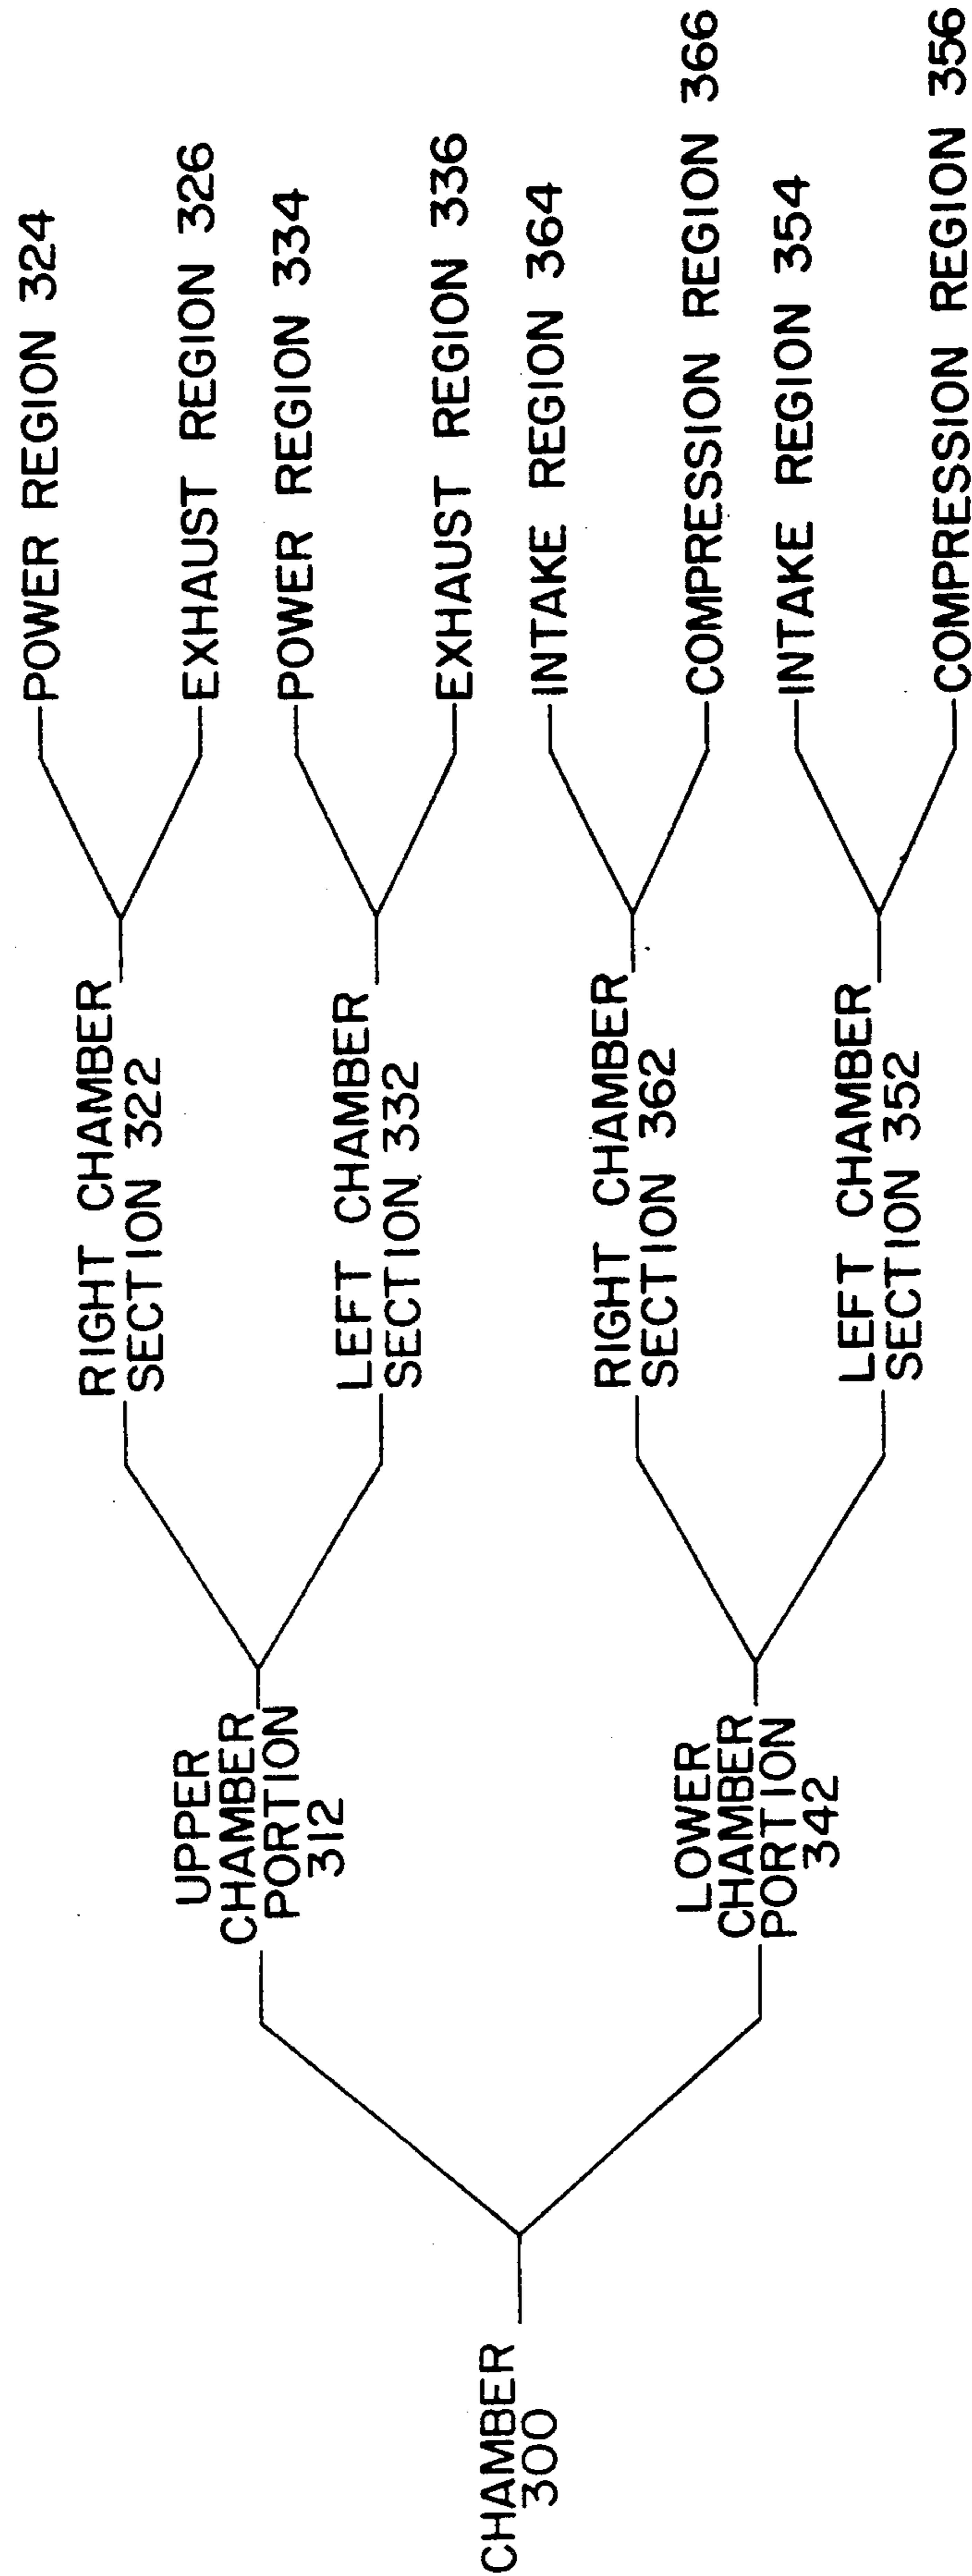 CHAMBER
300
UPPER
CHAMBER
PORTION
312
LOWER
CHAMBER
PORTION
342
RIGHT CHAMBER
SECTION 322
LEFT CHAMBER
SECTION 332
RIGHT CHAMBER
SECTION 362
LEFT CHAMBER
SECTION 352
POWER REGION 324
EXHAUST REGION 326
POWER REGION 334
EXHAUST REGION 336
INTAKE REGION 364
COMPRESSION REGION 366
INTAKE REGION 354
COMPRESSION REGION 356